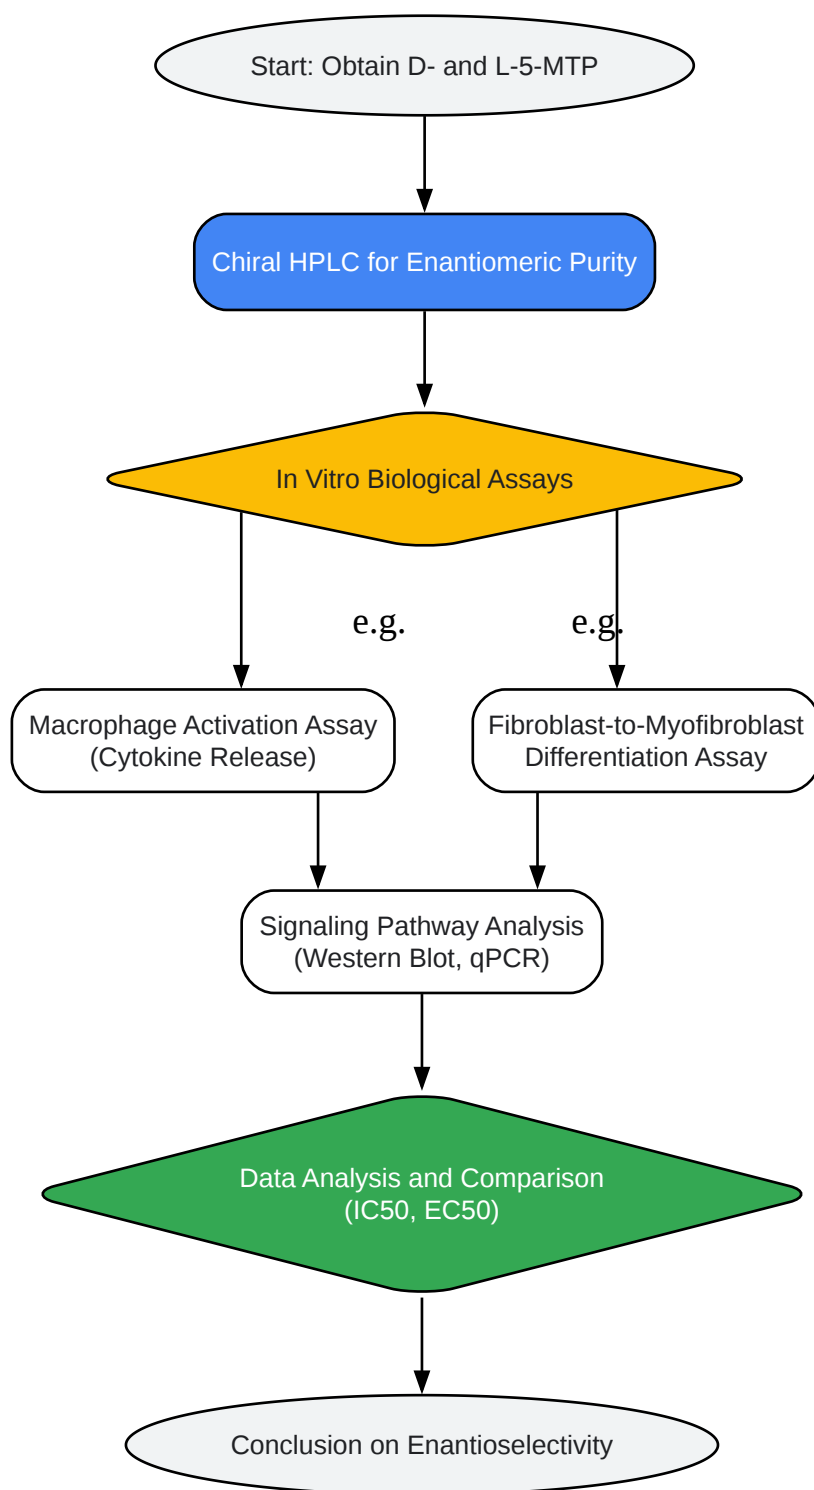 Start: Obtain D- and L-5-MTP
Chiral HPLC for Enantiomeric Purity
In Vitro Biological Assays
e.g.
e.g.
Macrophage Activation Assay
(Cytokine Release)
Fibroblast-to-Myofibroblast
Differentiation Assay
Signaling Pathway Analysis
(Western Blot, qPCR)
Data Analysis and Comparison
(IC50, EC50)
Conclusion on Enantioselectivity